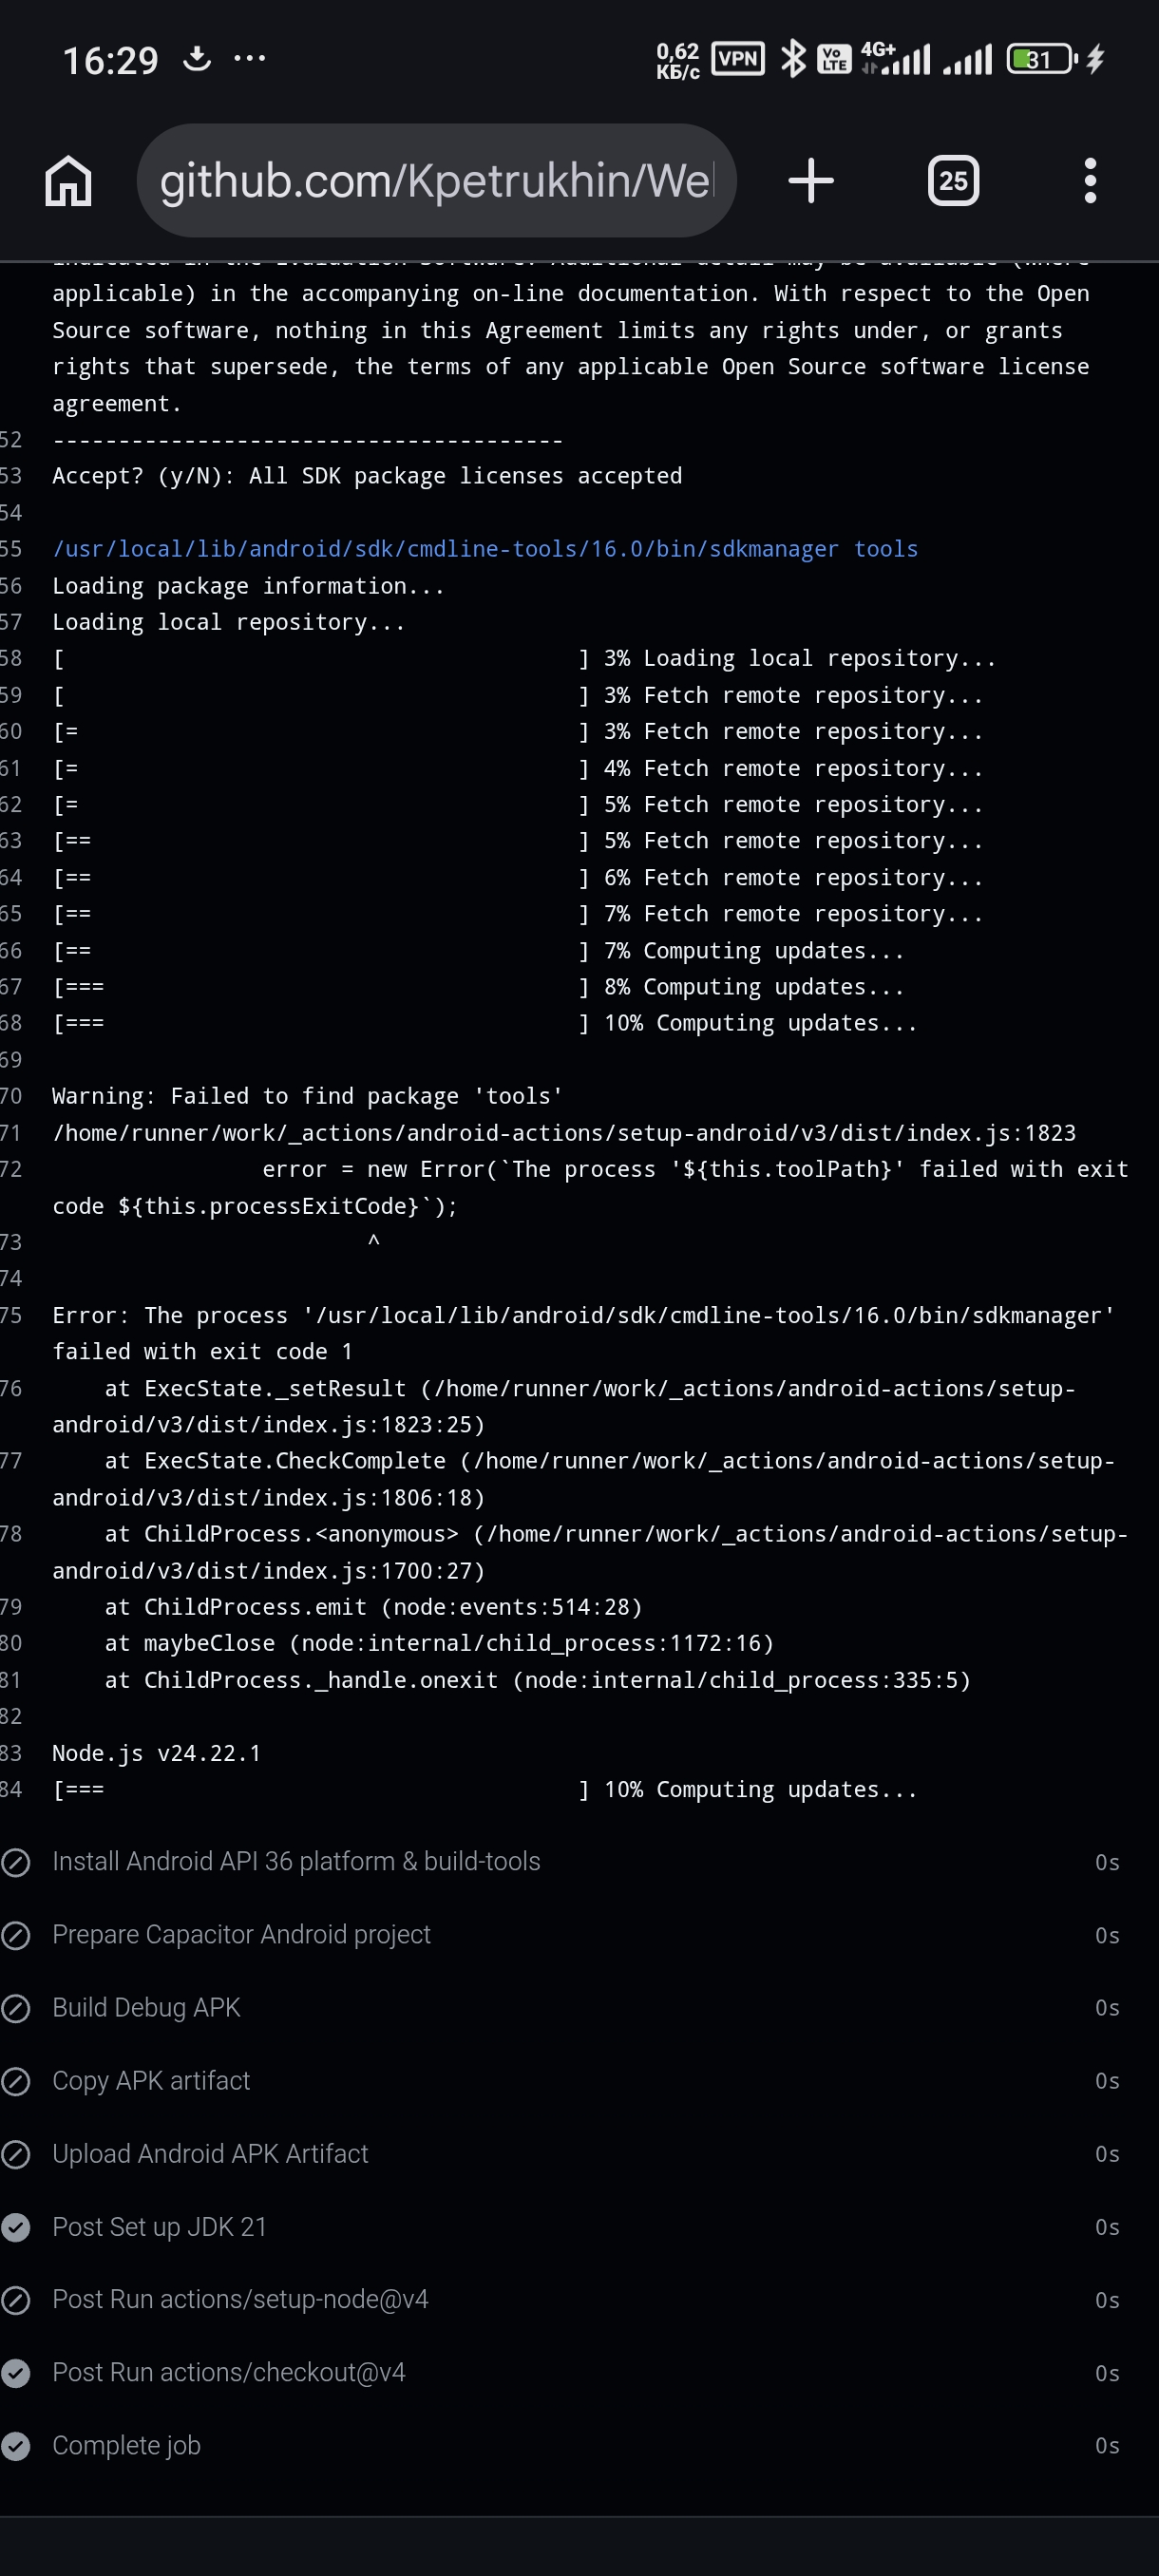 16:29
0,62 КБ/с VPN Vo LTE 4G+ 31
github.com/Kpetrukhin/We
25
indicated in the Evaluation Software. Additional detail may be available (where
applicable) in the accompanying on-line documentation. With respect to the Open
Source software, nothing in this Agreement limits any rights under, or grants
rights that supersede, the terms of any applicable Open Source software license
agreement.
52 ---------------------------------------
53 Accept? (y/N): All SDK package licenses accepted
54
55 /usr/local/lib/android/sdk/cmdline-tools/16.0/bin/sdkmanager tools
56 Loading package information...
57 Loading local repository...
58 [                                       ] 3% Loading local repository...
59 [                                       ] 3% Fetch remote repository...
60 [=                                      ] 3% Fetch remote repository...
61 [=                                      ] 4% Fetch remote repository...
62 [=                                      ] 5% Fetch remote repository...
63 [==                                     ] 5% Fetch remote repository...
64 [==                                     ] 6% Fetch remote repository...
65 [==                                     ] 7% Fetch remote repository...
66 [==                                     ] 7% Computing updates...
67 [===                                    ] 8% Computing updates...
68 [===                                    ] 10% Computing updates...
69
70 Warning: Failed to find package 'tools'
71 /home/runner/work/_actions/android-actions/setup-android/v3/dist/index.js:1823
72                 error = new Error(`The process '${this.toolPath}' failed with exit
code ${this.processExitCode}`);
73                         ^
74
75 Error: The process '/usr/local/lib/android/sdk/cmdline-tools/16.0/bin/sdkmanager'
failed with exit code 1
76     at ExecState._setResult (/home/runner/work/_actions/android-actions/setup-
android/v3/dist/index.js:1823:25)
77     at ExecState.CheckComplete (/home/runner/work/_actions/android-actions/setup-
android/v3/dist/index.js:1806:18)
78     at ChildProcess.<anonymous> (/home/runner/work/_actions/android-actions/setup-
android/v3/dist/index.js:1700:27)
79     at ChildProcess.emit (node:events:514:28)
80     at maybeClose (node:internal/child_process:1172:16)
81     at ChildProcess._handle.onexit (node:internal/child_process:335:5)
82
83 Node.js v24.22.1
84 [===                                    ] 10% Computing updates...
Install Android API 36 platform & build-tools 0s
Prepare Capacitor Android project 0s
Build Debug APK 0s
Copy APK artifact 0s
Upload Android APK Artifact 0s
Post Set up JDK 21 0s
Post Run actions/setup-node@v4 0s
Post Run actions/checkout@v4 0s
Complete job 0s